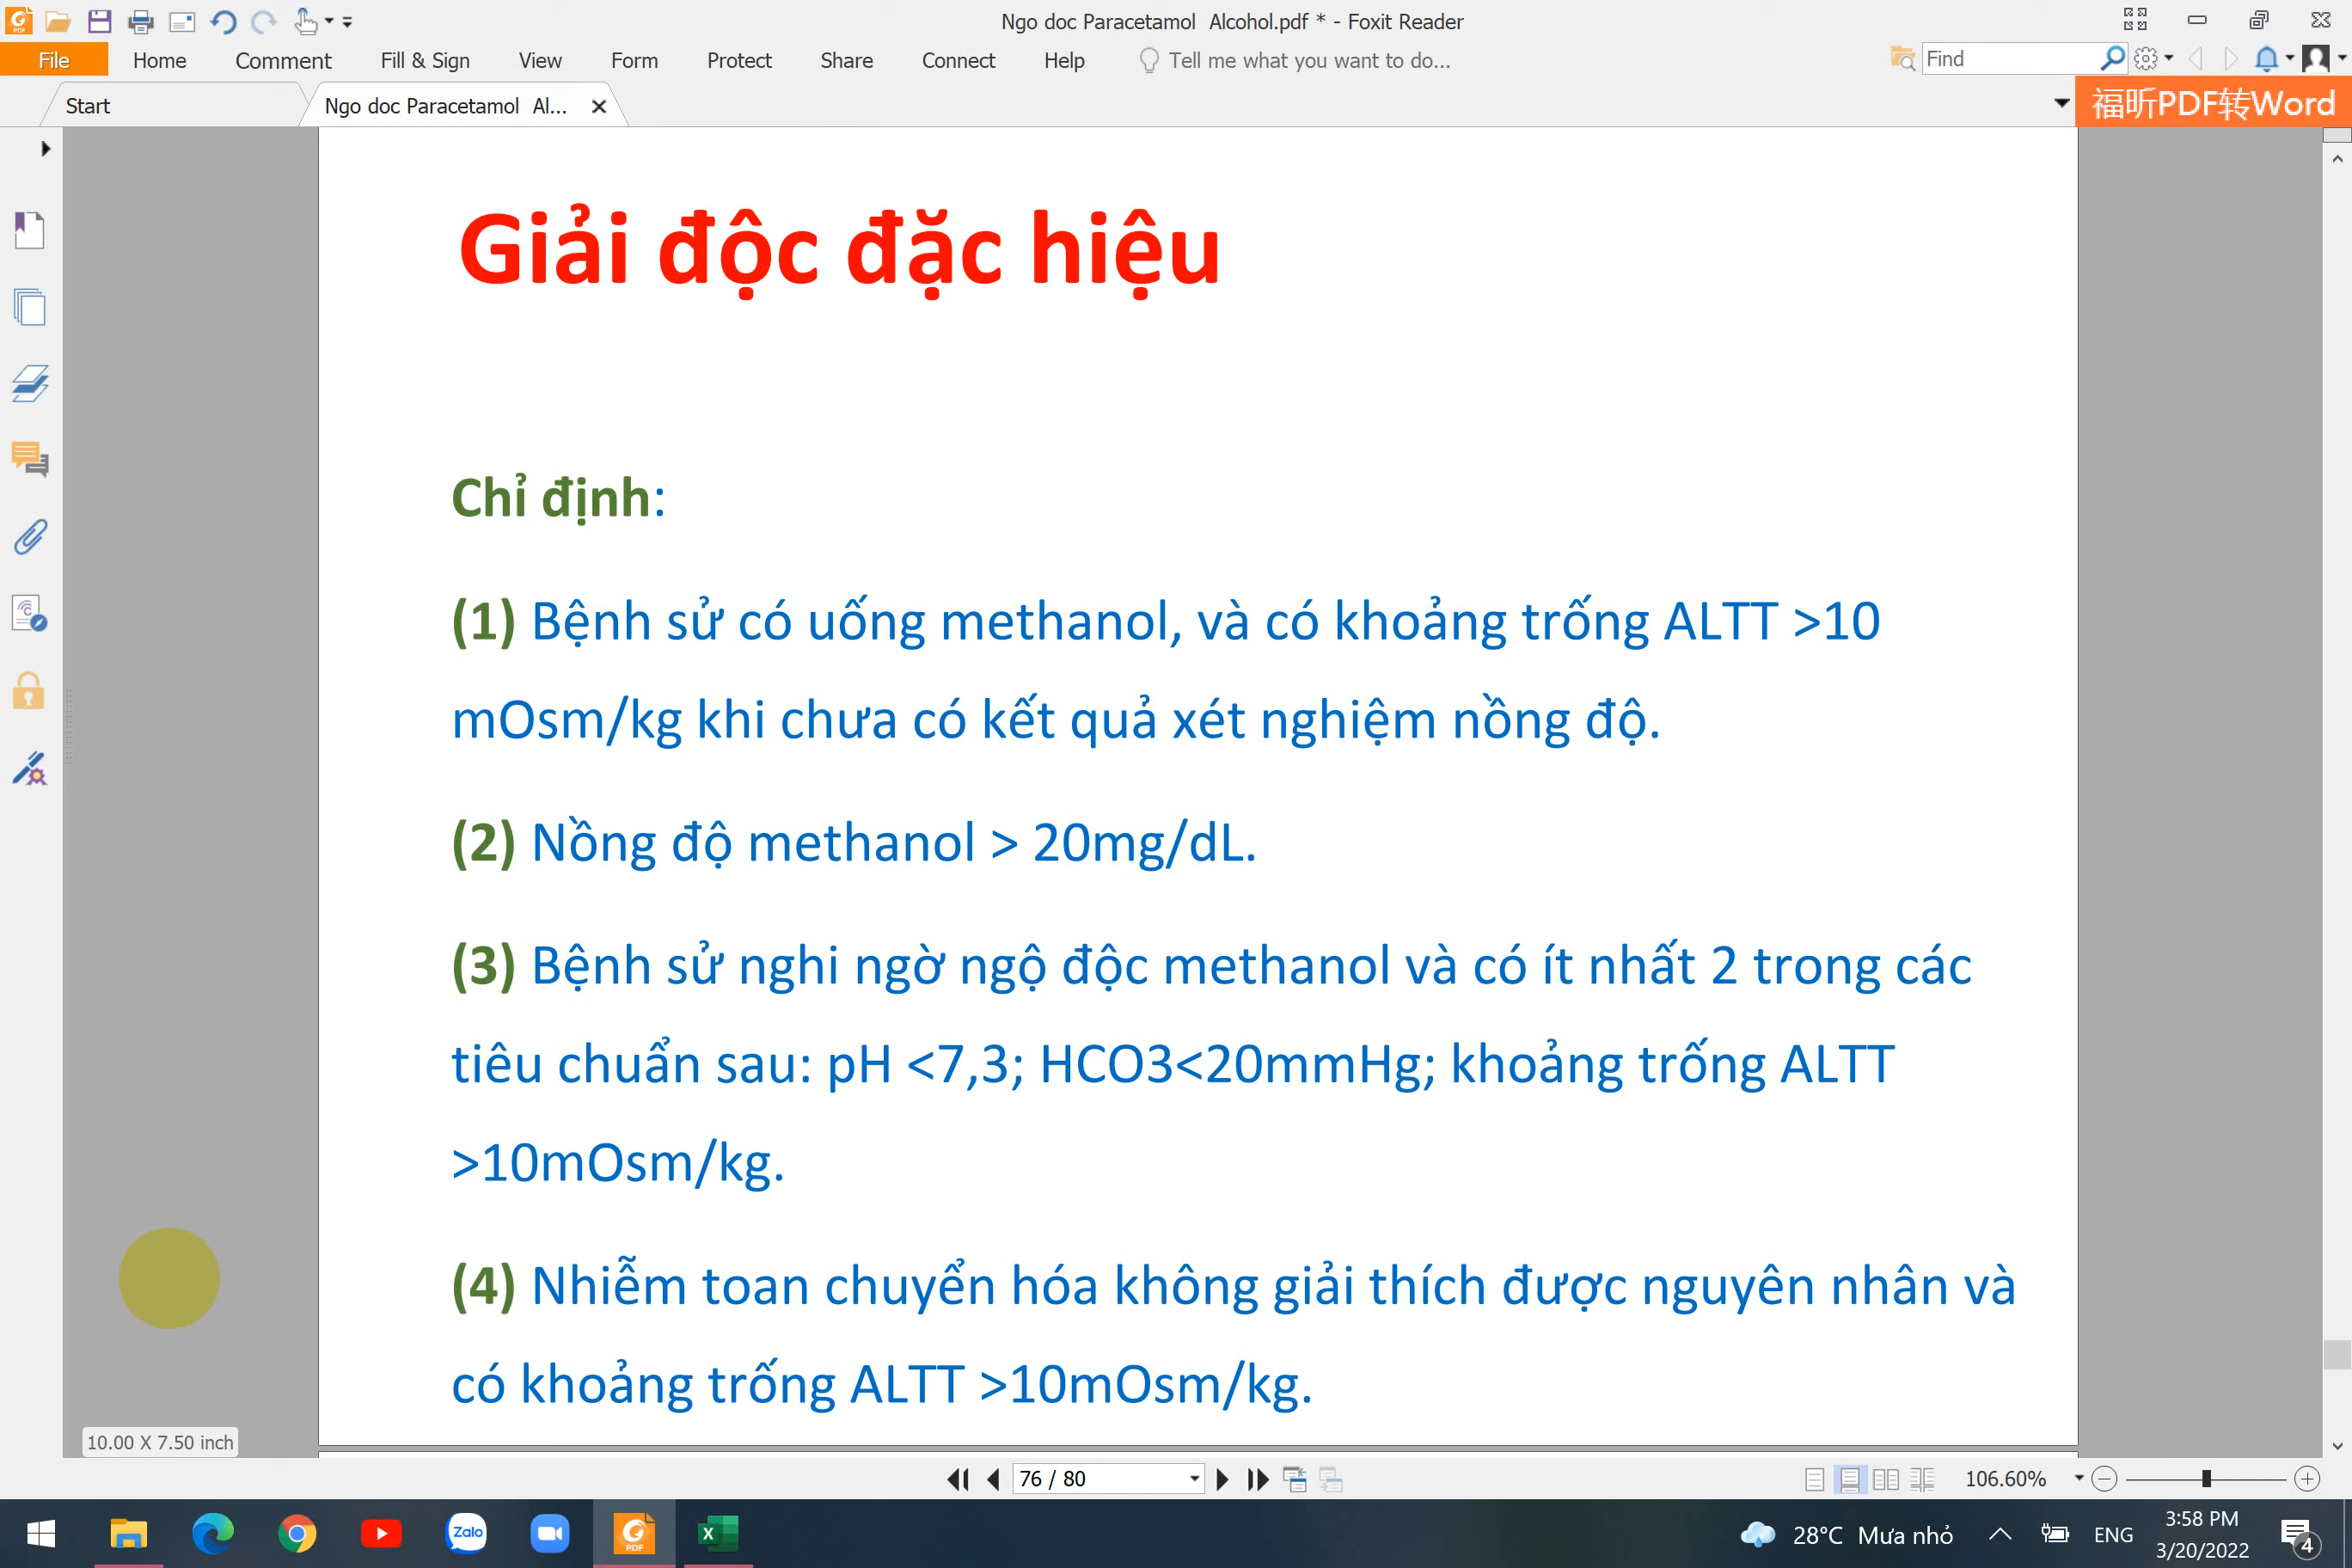 Ngo doc Paracetamol  Alcohol.pdf * - Foxit Reader
File Home Comment Fill & Sign View Form Protect Share Connect Help Tell me what you want to do... Find
Start Ngo doc Paracetamol  Al... 福昕PDF转Word
Giải độc đặc hiệu
Chỉ định:
(1) Bệnh sử có uống methanol, và có khoảng trống ALTT >10
mOsm/kg khi chưa có kết quả xét nghiệm nồng độ.
(2) Nồng độ methanol > 20mg/dL.
(3) Bệnh sử nghi ngờ ngộ độc methanol và có ít nhất 2 trong các
tiêu chuẩn sau: pH <7,3; HCO3<20mmHg; khoảng trống ALTT
>10mOsm/kg.
(4) Nhiễm toan chuyển hóa không giải thích được nguyên nhân và
có khoảng trống ALTT >10mOsm/kg.
10.00 X 7.50 inch
76 / 80 106.60%
Zalo PDF X 28°C Mưa nhỏ ENG 3:58 PM
3/20/2022 4